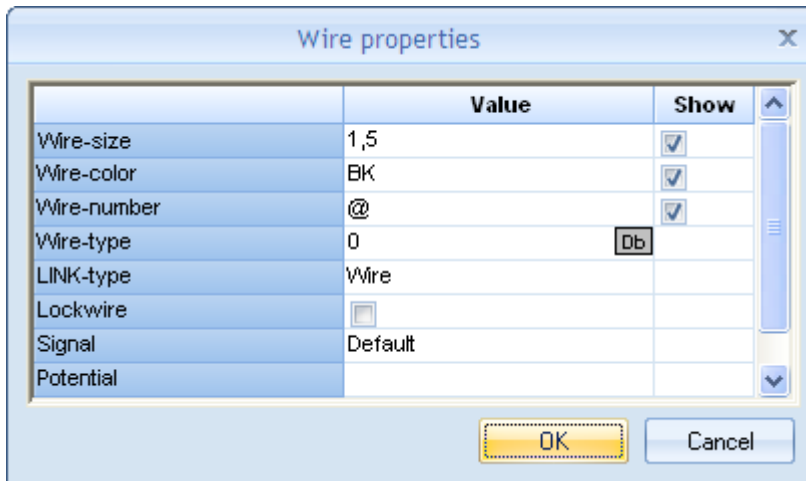 Wire properties
Value Show
Wire-size 1,5
Wire-color BK
Wire-number @
Wire-type 0 Db
LINK-type Wire
Lockwire
Signal Default
Potential
OK Cancel